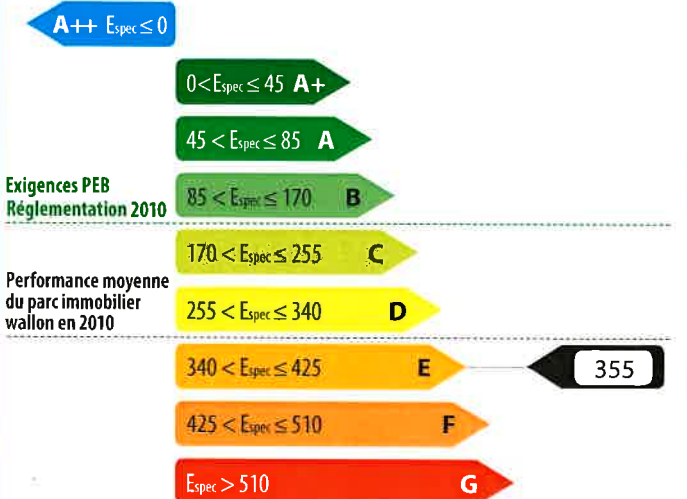 A++ Espec ≤ 0
0 < Espec ≤ 45 A+
45 < Espec ≤ 85 A
Exigences PEB
Réglementation 2010
85 < Espec ≤ 170 B
170 < Espec ≤ 255 C
Performance moyenne
du parc immobilier
wallon en 2010
255 < Espec ≤ 340 D
340 < Espec ≤ 425 E
355
425 < Espec ≤ 510 F
Espec > 510 G